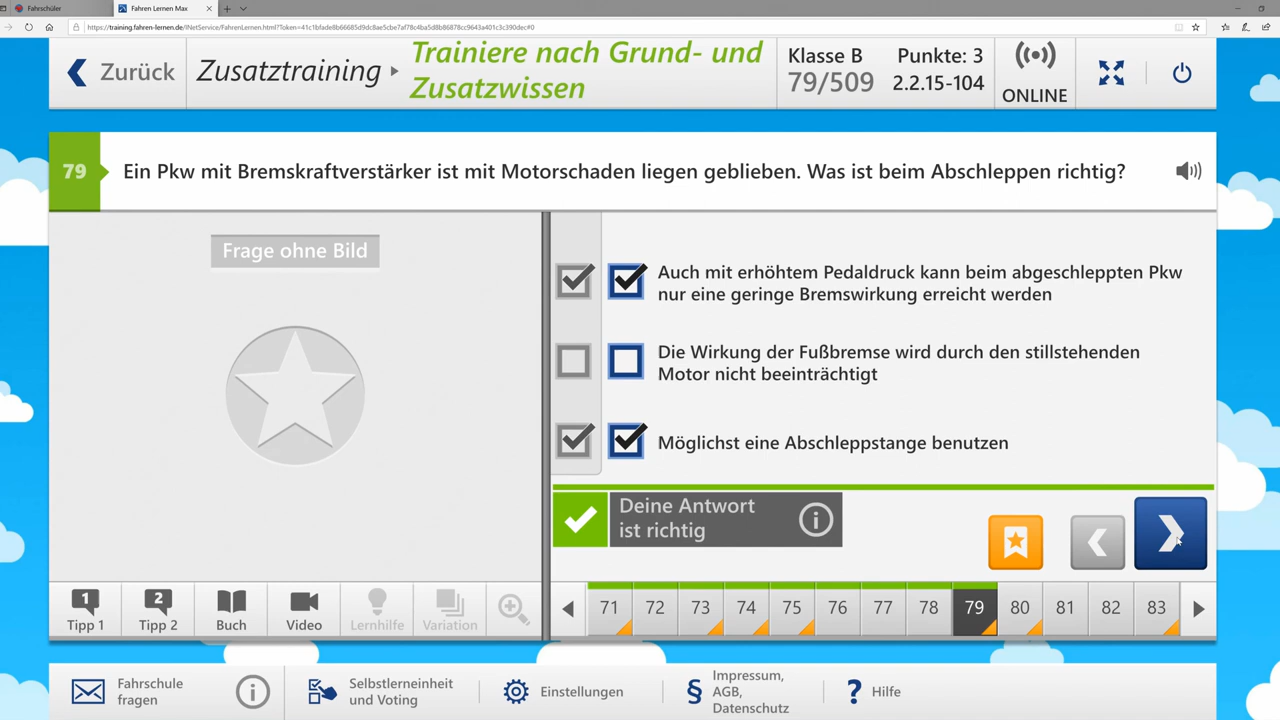 Fahrschüler
Fahren Lernen Max
https://training.fahren-lernen.de/INetService/FahrenLernen.html?Token=41c1bfade8b66685d9dc8ae5cbe7af78c4ba5d8b86878cc9643a401c3c390dec#0
Zurück
Zusatztraining
Trainiere nach Grund- und
Zusatzwissen
Klasse B
79/509
Punkte: 3
2.2.15-104
ONLINE
79
Ein Pkw mit Bremskraftverstärker ist mit Motorschaden liegen geblieben. Was ist beim Abschleppen richtig?
Frage ohne Bild
Auch mit erhöhtem Pedaldruck kann beim abgeschleppten Pkw
nur eine geringe Bremswirkung erreicht werden
Die Wirkung der Fußbremse wird durch den stillstehenden
Motor nicht beeinträchtigt
Möglichst eine Abschleppstange benutzen
Deine Antwort
ist richtig
1
Tipp 1
2
Tipp 2
Buch
Video
Lernhilfe
Variation
71 72 73 74 75 76 77 78 79 80 81 82 83
Fahrschule
fragen
Selbstlerneinheit
und Voting
Einstellungen
§
Impressum,
AGB,
Datenschutz
?
Hilfe